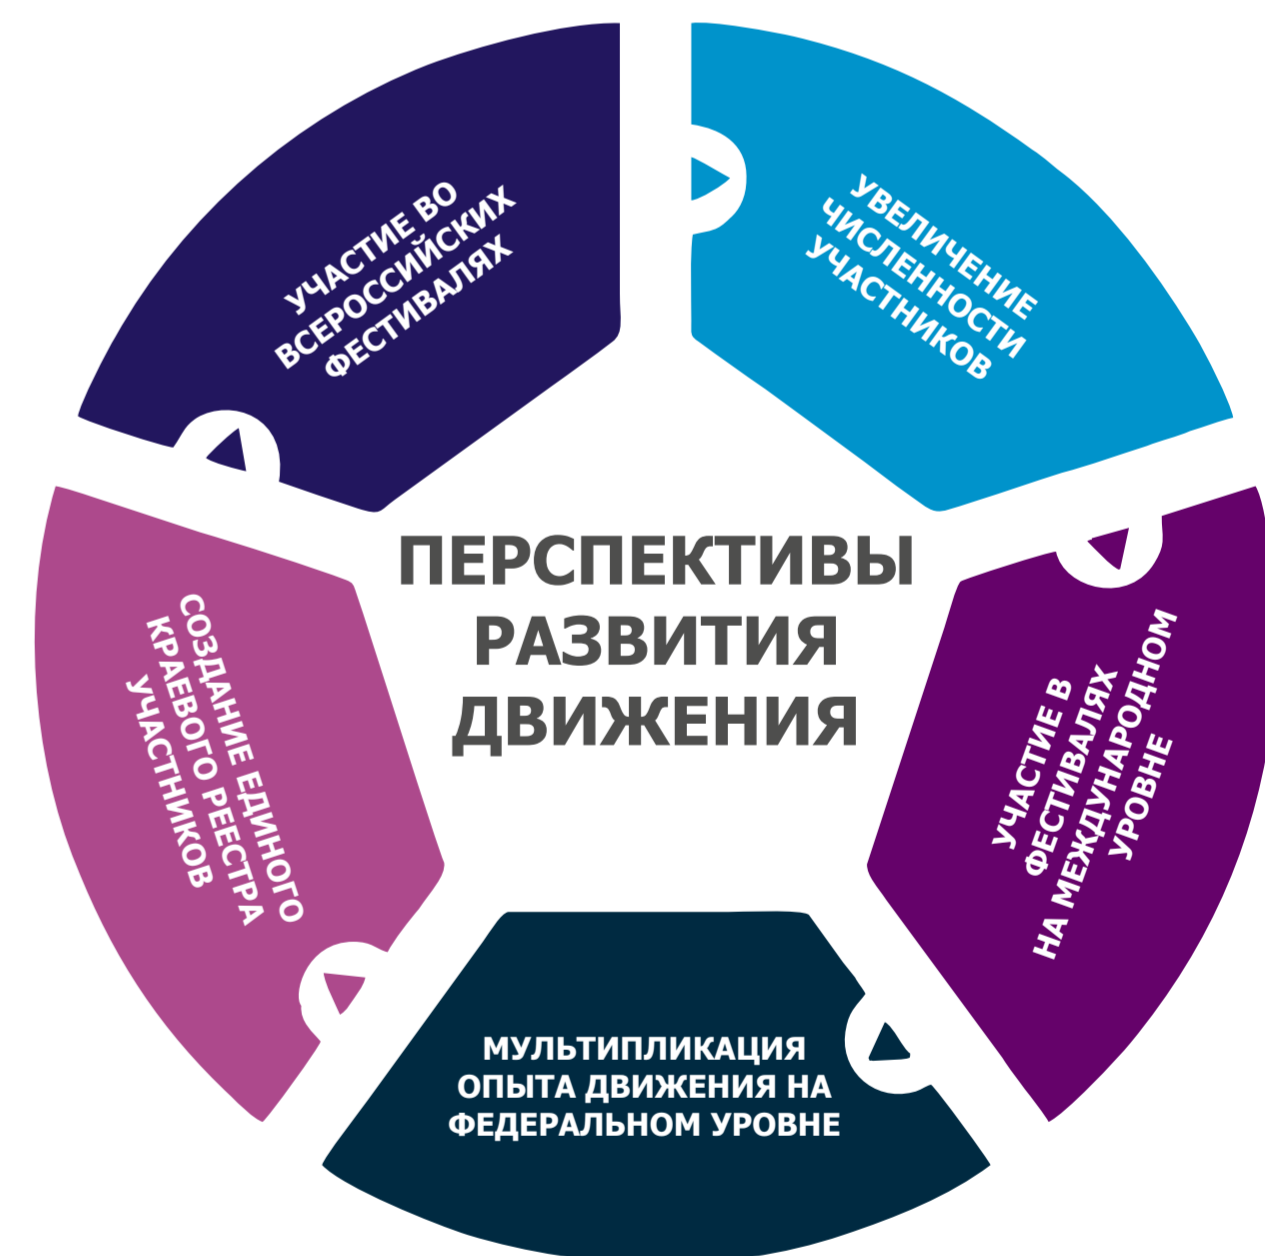 УЧАСТИЕ ВО
ВСЕРОССИЙСКИХ
ФЕСТИВАЛЯХ
УВЕЛИЧЕНИЕ
ЧИСЛЕННОСТИ
УЧАСТНИКОВ
ПЕРСПЕКТИВЫ
РАЗВИТИЯ
ДВИЖЕНИЯ
СОЗДАНИЕ ЕДИНОГО
КРАЕВОГО РЕЕСТРА
УЧАСТНИКОВ
УЧАСТИЕ В
ФЕСТИВАЛЯХ
НА МЕЖДУНАРОДНОМ
УРОВНЕ
МУЛЬТИПЛИКАЦИЯ
ОПЫТА ДВИЖЕНИЯ НА
ФЕДЕРАЛЬНОМ УРОВНЕ